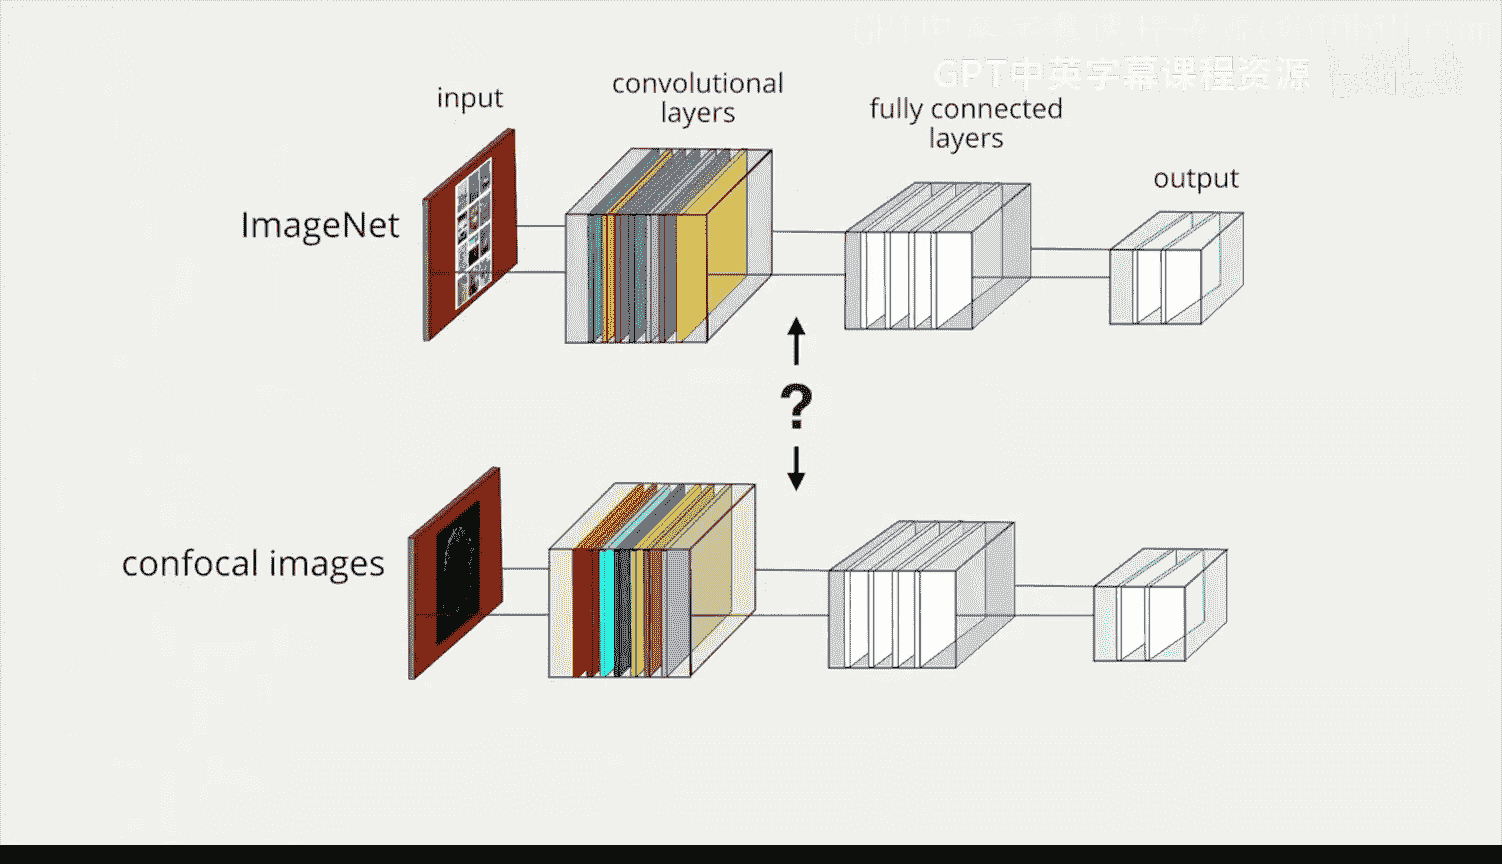 GPT中英字幕课程资源
input
convolutional
layers
fully connected
layers
output
ImageNet
?
confocal images